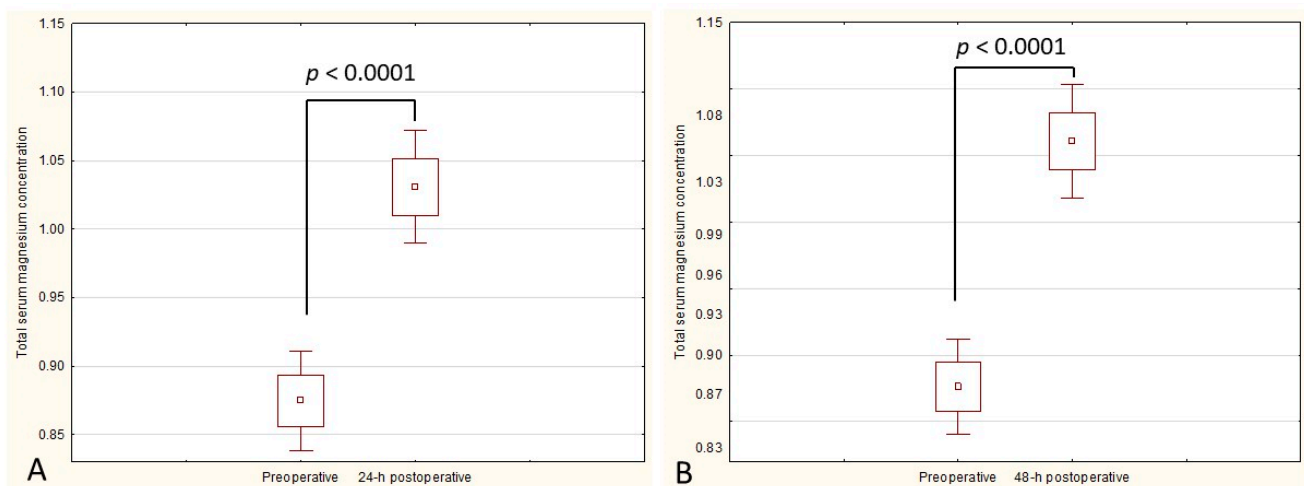 1.15
p < 0.0001
1.10
1.05
1.00
0.95
0.90
0.85
Total serum magnesium concentration
A
Preoperative 24-h postoperative
1.15
p < 0.0001
1.08
1.03
0.99
0.96
0.93
0.90
0.87
0.83
Total serum magnesium concentration
B
Preoperative 48-h postoperative